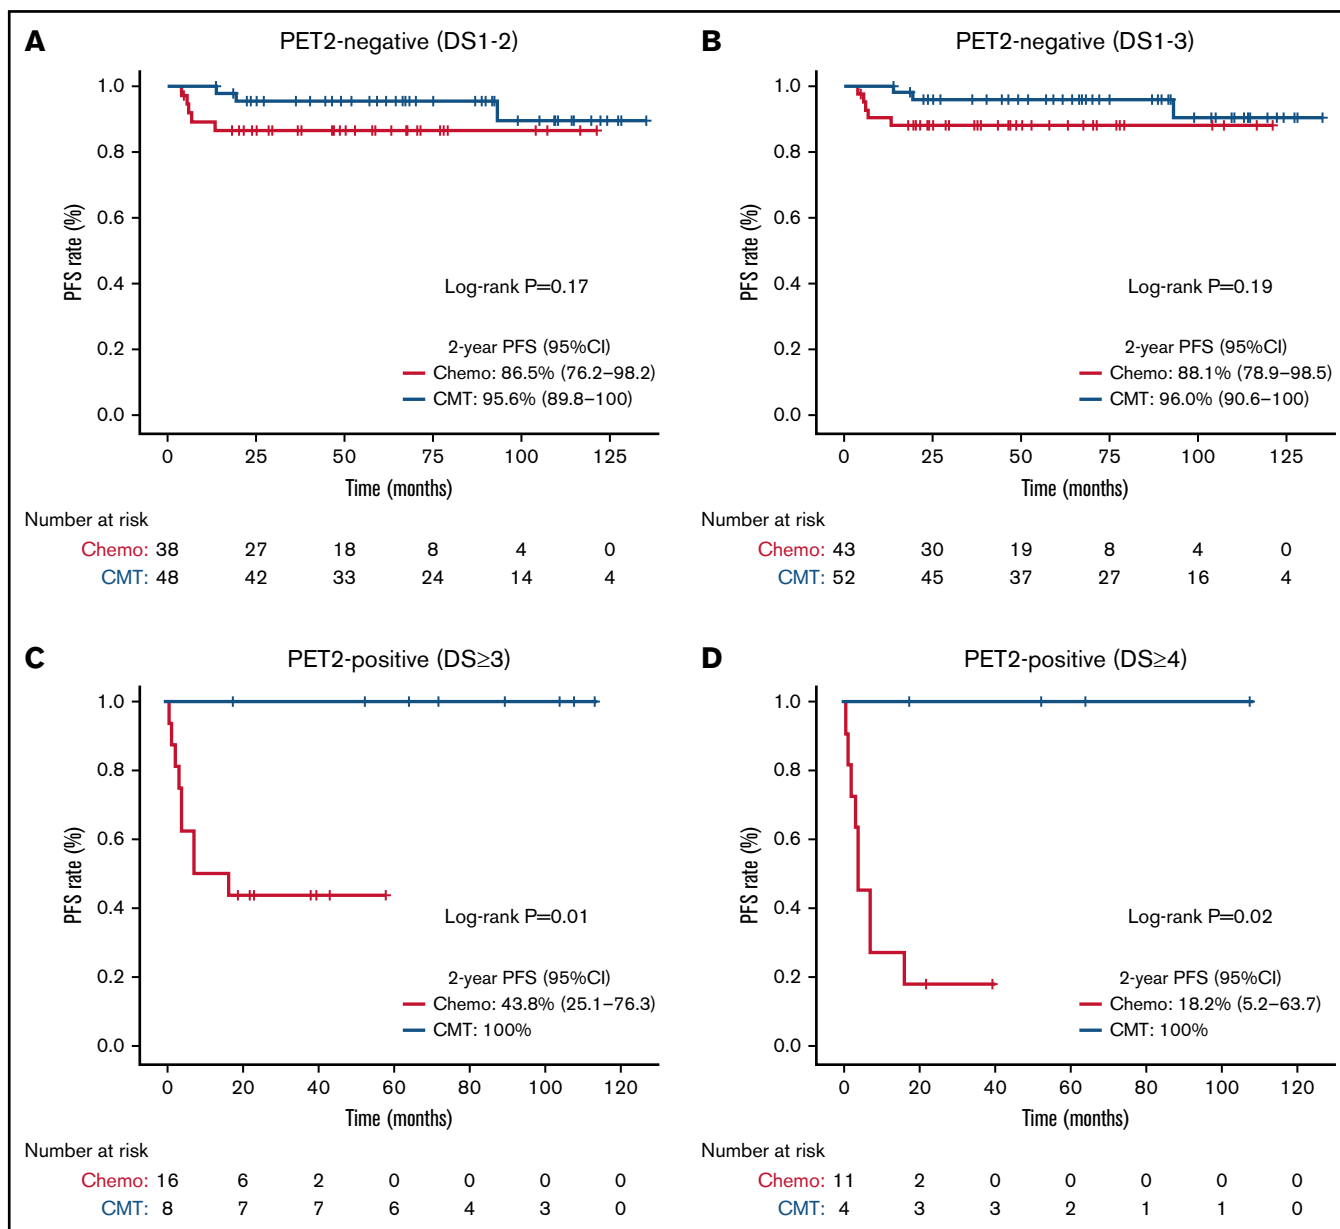 A
PET2-negative (DS1-2)
1.0
0.8
0.6
0.4
0.2
0.0
PFS rate (%)
Log-rank P=0.17
2-year PFS (95%CI)
Chemo: 86.5% (76.2–98.2)
CMT: 95.6% (89.8–100)
0 25 50 75 100 125
Time (months)
Number at risk
Chemo: 38 27 18 8 4 0
CMT: 48 42 33 24 14 4
B
PET2-negative (DS1-3)
1.0
0.8
0.6
0.4
0.2
0.0
PFS rate (%)
Log-rank P=0.19
2-year PFS (95%CI)
Chemo: 88.1% (78.9–98.5)
CMT: 96.0% (90.6–100)
0 25 50 75 100 125
Time (months)
Number at risk
Chemo: 43 30 19 8 4 0
CMT: 52 45 37 27 16 4
C
PET2-positive (DS≥3)
1.0
0.8
0.6
0.4
0.2
0.0
PFS rate (%)
Log-rank P=0.01
2-year PFS (95%CI)
Chemo: 43.8% (25.1–76.3)
CMT: 100%
0 20 40 60 80 100 120
Time (months)
Number at risk
Chemo: 16 6 2 0 0 0 0
CMT: 8 7 7 6 4 3 0
D
PET2-positive (DS≥4)
1.0
0.8
0.6
0.4
0.2
0.0
PFS rate (%)
Log-rank P=0.02
2-year PFS (95%CI)
Chemo: 18.2% (5.2–63.7)
CMT: 100%
0 20 40 60 80 100 120
Time (months)
Number at risk
Chemo: 11 2 0 0 0 0 0
CMT: 4 3 3 2 1 1 0